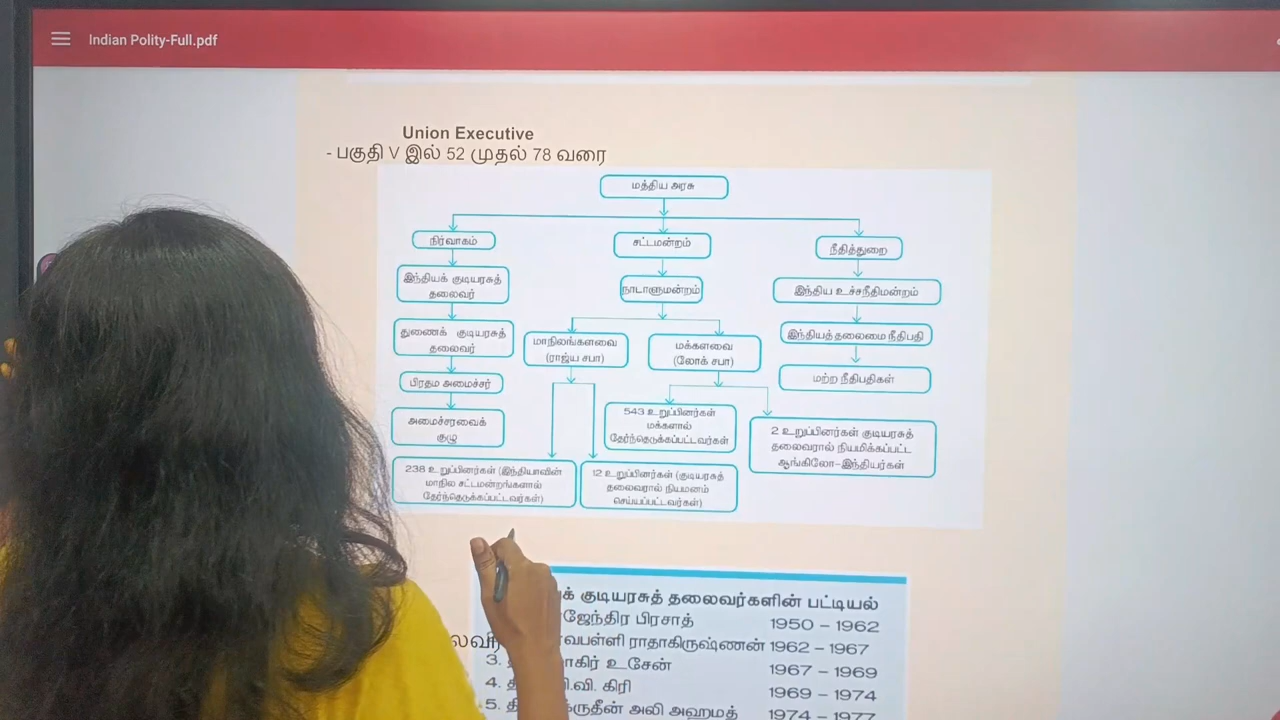 Indian Polity-Full.pdf
Union Executive
- பகுதி V இல் 52 முதல் 78 வரை
மத்திய அரசு
நிர்வாகம்
சட்டமன்றம்
நீதித்துறை
இந்தியக் குடியரசுத்
தலைவர்
நாடாளுமன்றம்
இந்திய உச்சநீதிமன்றம்
துணைக் குடியரசுத்
தலைவர்
மாநிலங்களவை
(ராஜ்ய சபா)
மக்களவை
(லோக் சபா)
இந்தியத் தலைமை நீதிபதி
பிரதம அமைச்சர்
மற்ற நீதிபதிகள்
அமைச்சரவைக்
குழு
543 உறுப்பினர்கள்
மக்களால்
தேர்ந்தெடுக்கப்பட்டவர்கள்
2 உறுப்பினர்கள் குடியரசுத்
தலைவரால் நியமிக்கப்பட்ட
ஆங்கிலோ-இந்தியர்கள்
238 உறுப்பினர்கள் (இந்தியாவின்
மாநில சட்டமன்றங்களால்
தேர்ந்தெடுக்கப்பட்டவர்கள்)
12 உறுப்பினர்கள் (குடியரசுத்
தலைவரால் நியமனம்
செய்யப்பட்டவர்கள்)
குடியரசுத் தலைவர்களின் பட்டியல்
பிரசாத் 1950 – 1962
ராதாகிருஷ்ணன் 1962 – 1967
3. உசேன் 1967 – 1969
4. கிரி 1969 – 1974
5. அலி அஹமத் 1974 – 1977